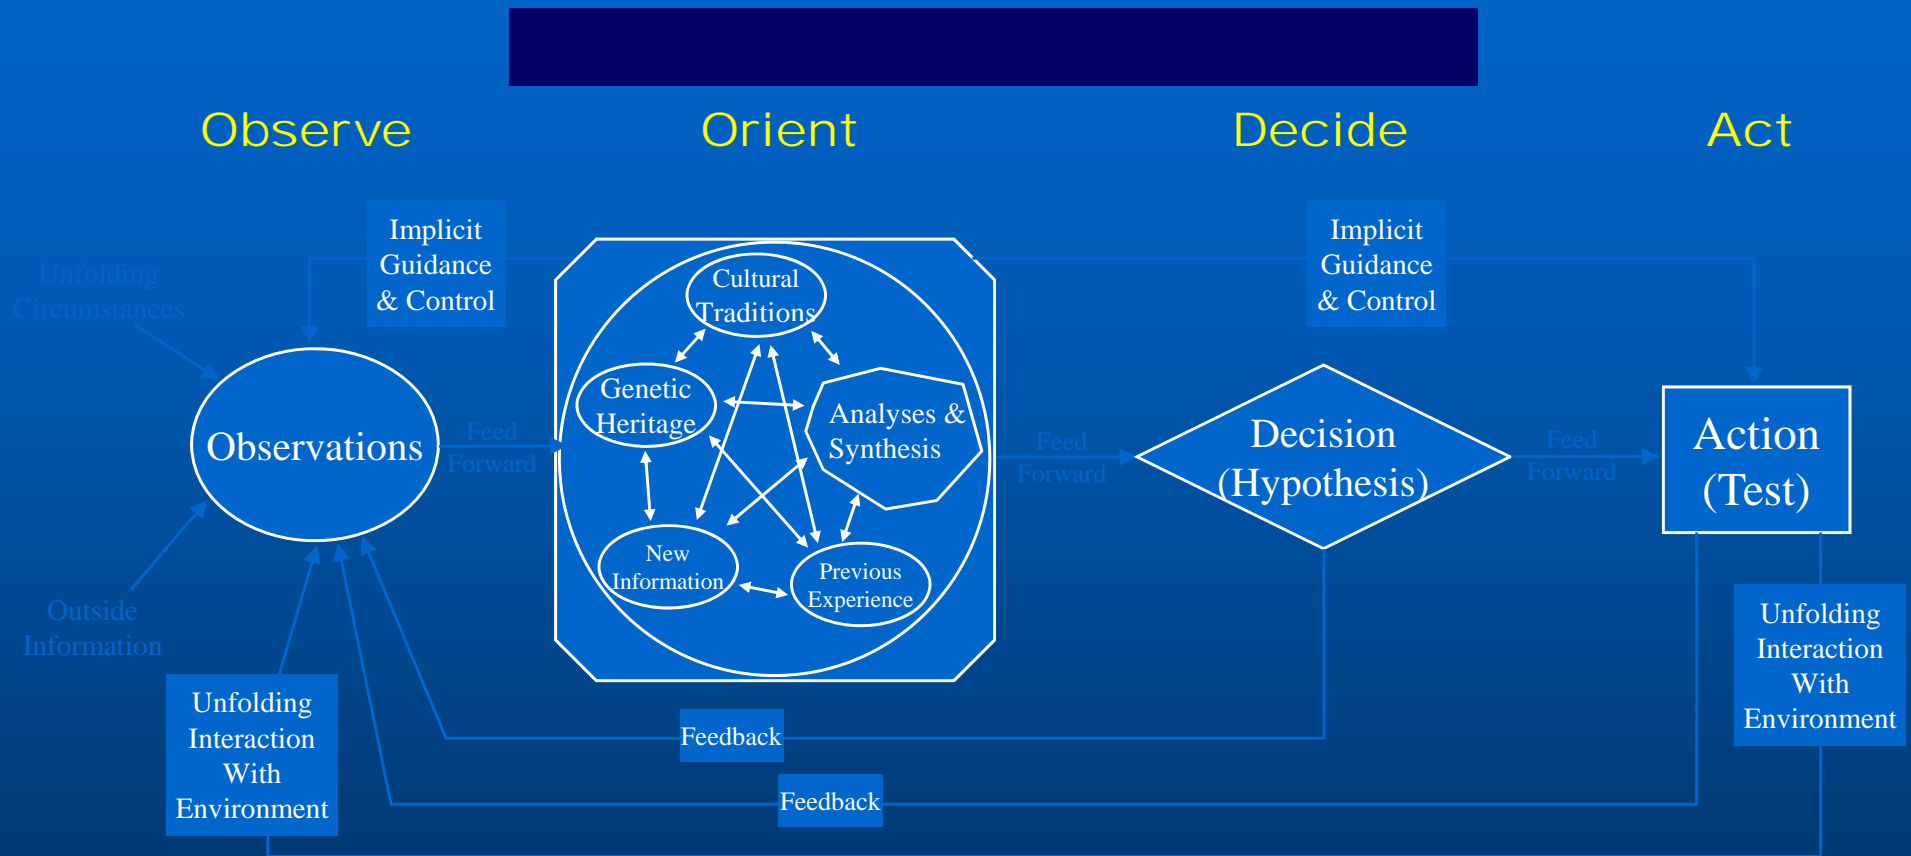 Observe
Orient
Decide
Act
Implicit
Guidance
& Control
Implicit
Guidance
& Control
Unfolding
Circumstances
Cultural
Traditions
Genetic
Heritage
Analyses &
Synthesis
New
Information
Previous
Experience
Observations
Feed
Forward
Feed
Forward
Decision
(Hypothesis)
Feed
Forward
Action
(Test)
Outside
Information
Unfolding
Interaction
With
Environment
Unfolding
Interaction
With
Environment
Feedback
Feedback